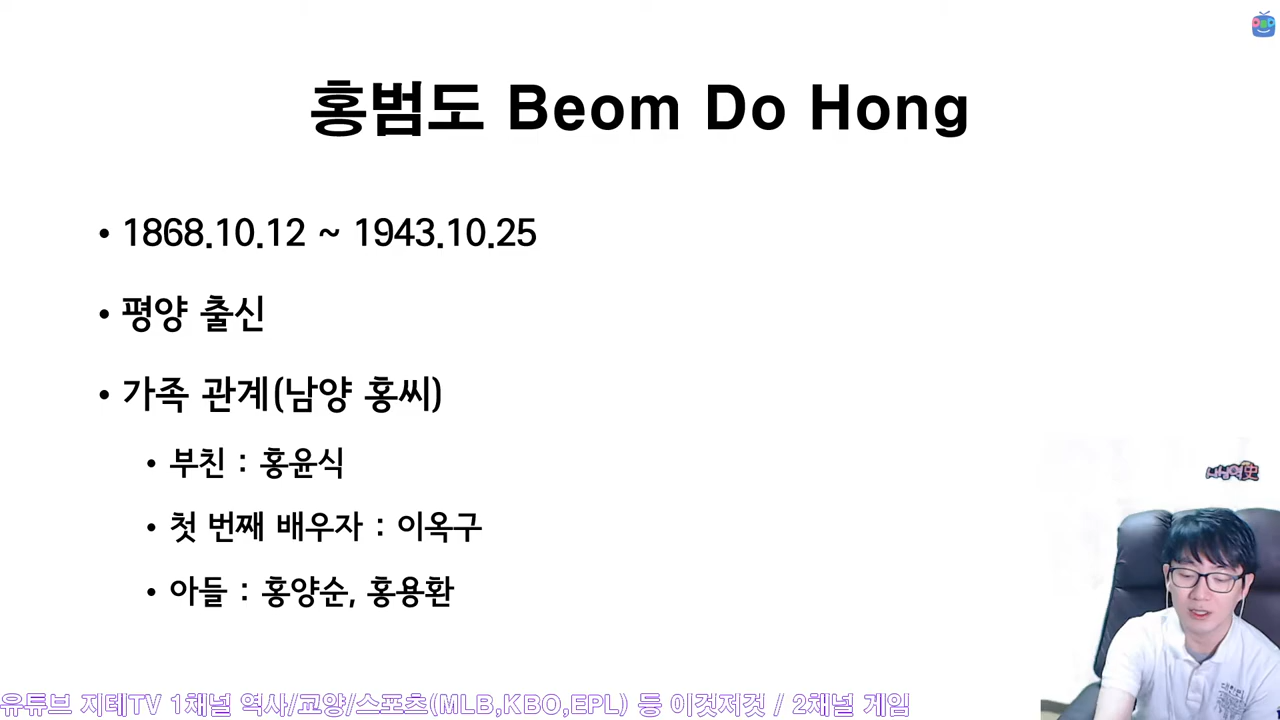 홍범도 Beom Do Hong
• 1868.10.12 ~ 1943.10.25
• 평양 출신
• 가족 관계(남양 홍씨)
• 부친 : 홍윤식
• 첫 번째 배우자 : 이옥구
• 아들 : 홍양순, 홍용환
유튜브 지테TV 1채널 역사/교양/스포츠(MLB,KBO,EPL) 등 이것저것 / 2채널 게임